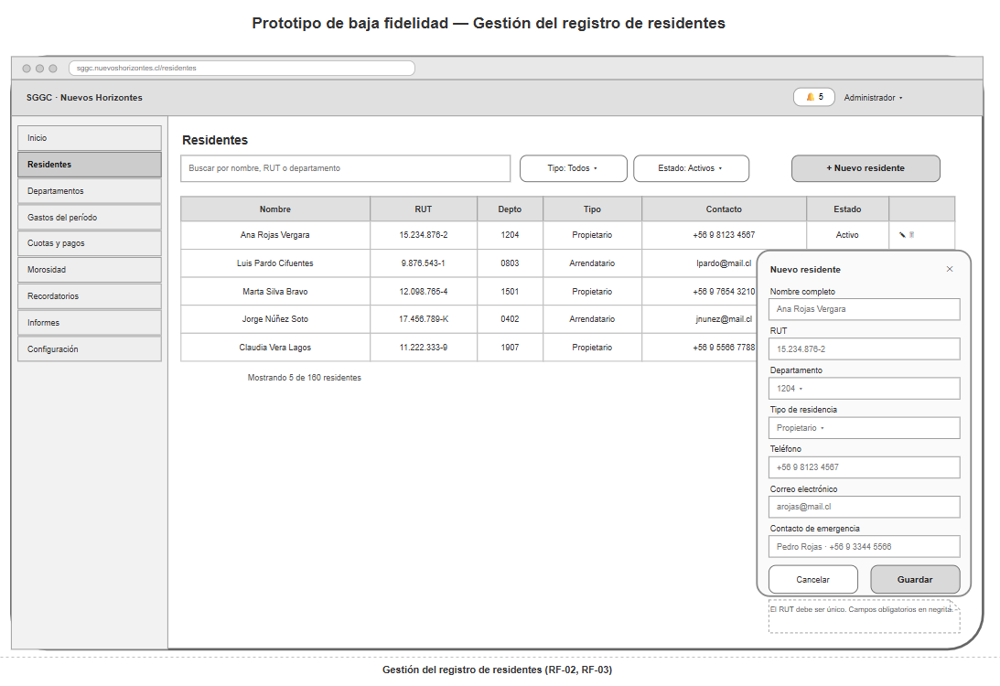 Prototipo de baja fidelidad — Gestión del registro de residentes
sggc.nuevoshorizontes.cl/residentes
SGGC · Nuevos Horizontes
5
Administrador
Inicio
Residentes
Departamentos
Gastos del período
Cuotas y pagos
Morosidad
Recordatorios
Informes
Configuración
Residentes
Buscar por nombre, RUT o departamento
Tipo: Todos
Estado: Activos
+ Nuevo residente
Nombre RUT Depto Tipo Contacto Estado
Ana Rojas Vergara 15.234.876-2 1204 Propietario +56 9 8123 4567 Activo
Luis Pardo Cifuentes 9.876.543-1 0803 Arrendatario lpardo@mail.cl
Marta Silva Bravo 12.098.765-4 1501 Propietario +56 9 7654 3210
Jorge Núñez Soto 17.456.789-K 0402 Arrendatario jnunez@mail.cl
Claudia Vera Lagos 11.222.333-9 1907 Propietario +56 9 5566 7788
Mostrando 5 de 160 residentes
Nuevo residente ×
Nombre completo
Ana Rojas Vergara
RUT
15.234.876-2
Departamento
1204
Tipo de residencia
Propietario
Teléfono
+56 9 8123 4567
Correo electrónico
arojas@mail.cl
Contacto de emergencia
Pedro Rojas · +56 9 3344 5566
Cancelar
Guardar
El RUT debe ser único. Campos obligatorios en negrita.
Gestión del registro de residentes (RF-02, RF-03)